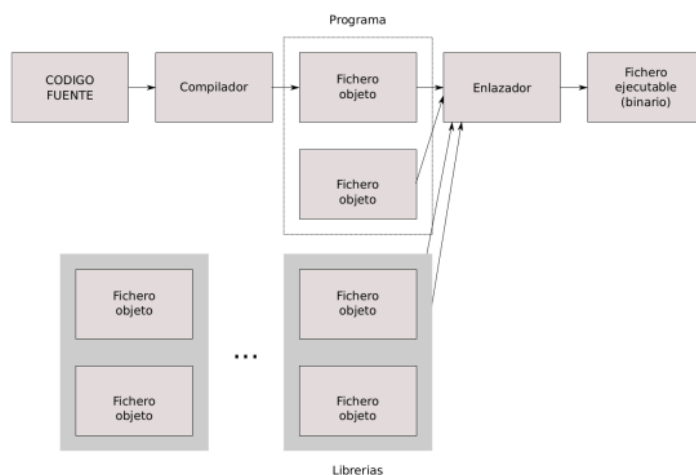 Programa
CODIGO
FUENTE
Compilador
Fichero
objeto
Enlazador
Fichero
ejecutable
(binario)
Fichero
objeto
Fichero
objeto
Fichero
objeto
...
Fichero
objeto
Fichero
objeto
Librerias